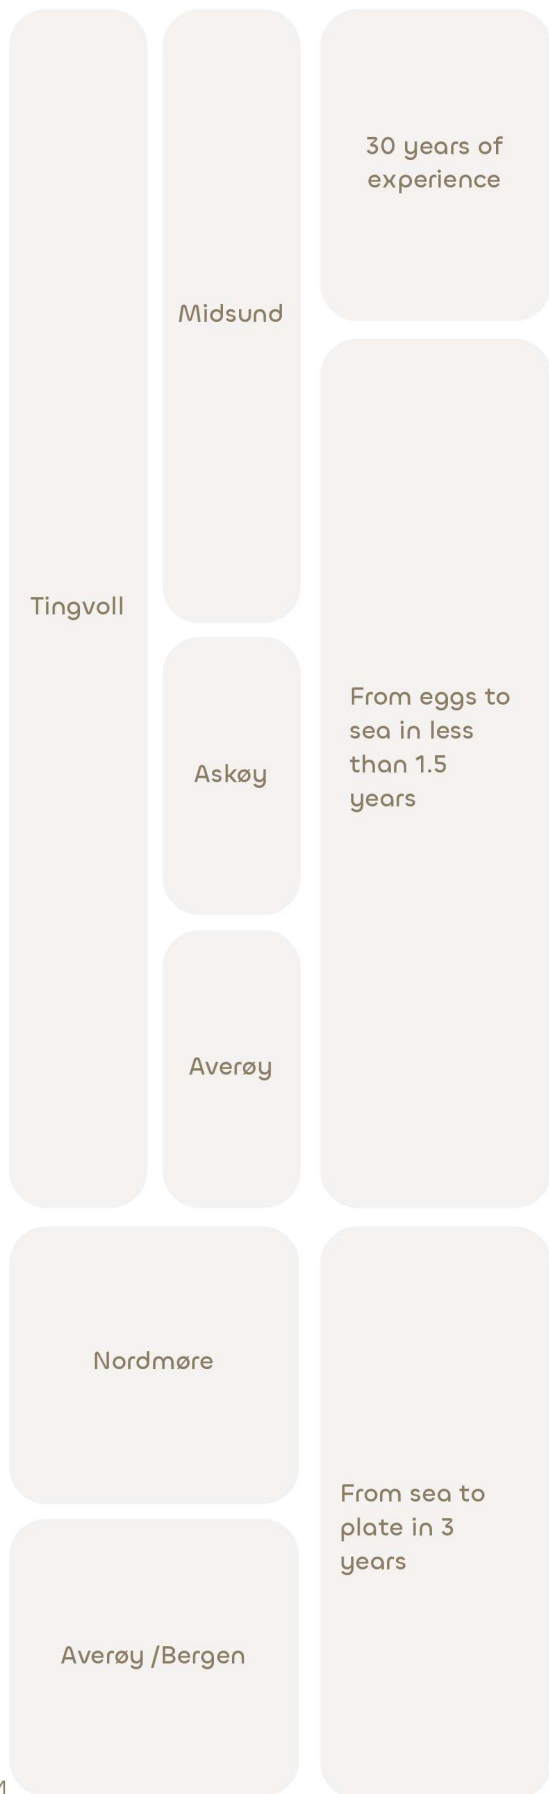 30 years of
experience
Midsund
Tingvoll
From eggs to
sea in less
than 1.5
years
Askøy
Averøy
Nordmøre
From sea to
plate in 3
years
Averøy /Bergen